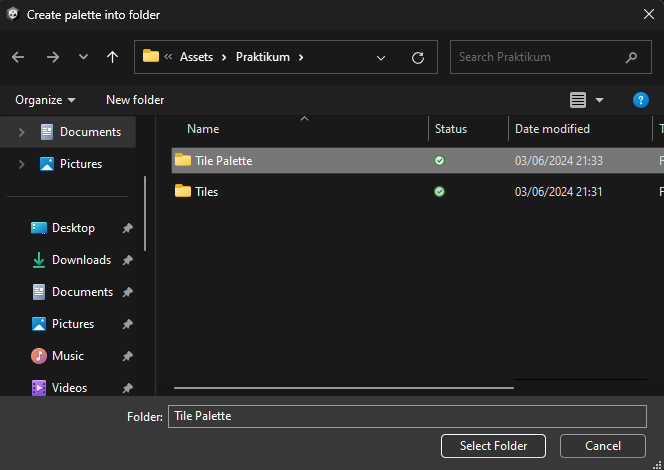 Create palette into folder
« Assets > Praktikum >
Search Praktikum
Organize
New folder
?
Documents
Pictures
Desktop
Downloads
Documents
Pictures
Music
Videos
Name Status Date modified T
Tile Palette 03/06/2024 21:33 F
Tiles 03/06/2024 21:31 F
Folder: Tile Palette
Select Folder Cancel